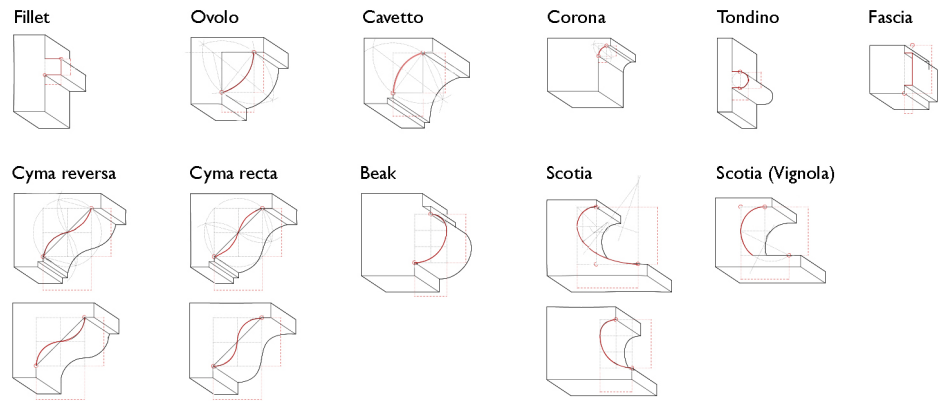 Fillet
Ovolo
Cavetto
Corona
Tondino
Fascia
Cyma reversa
Cyma recta
Beak
Scotia
Scotia (Vignola)